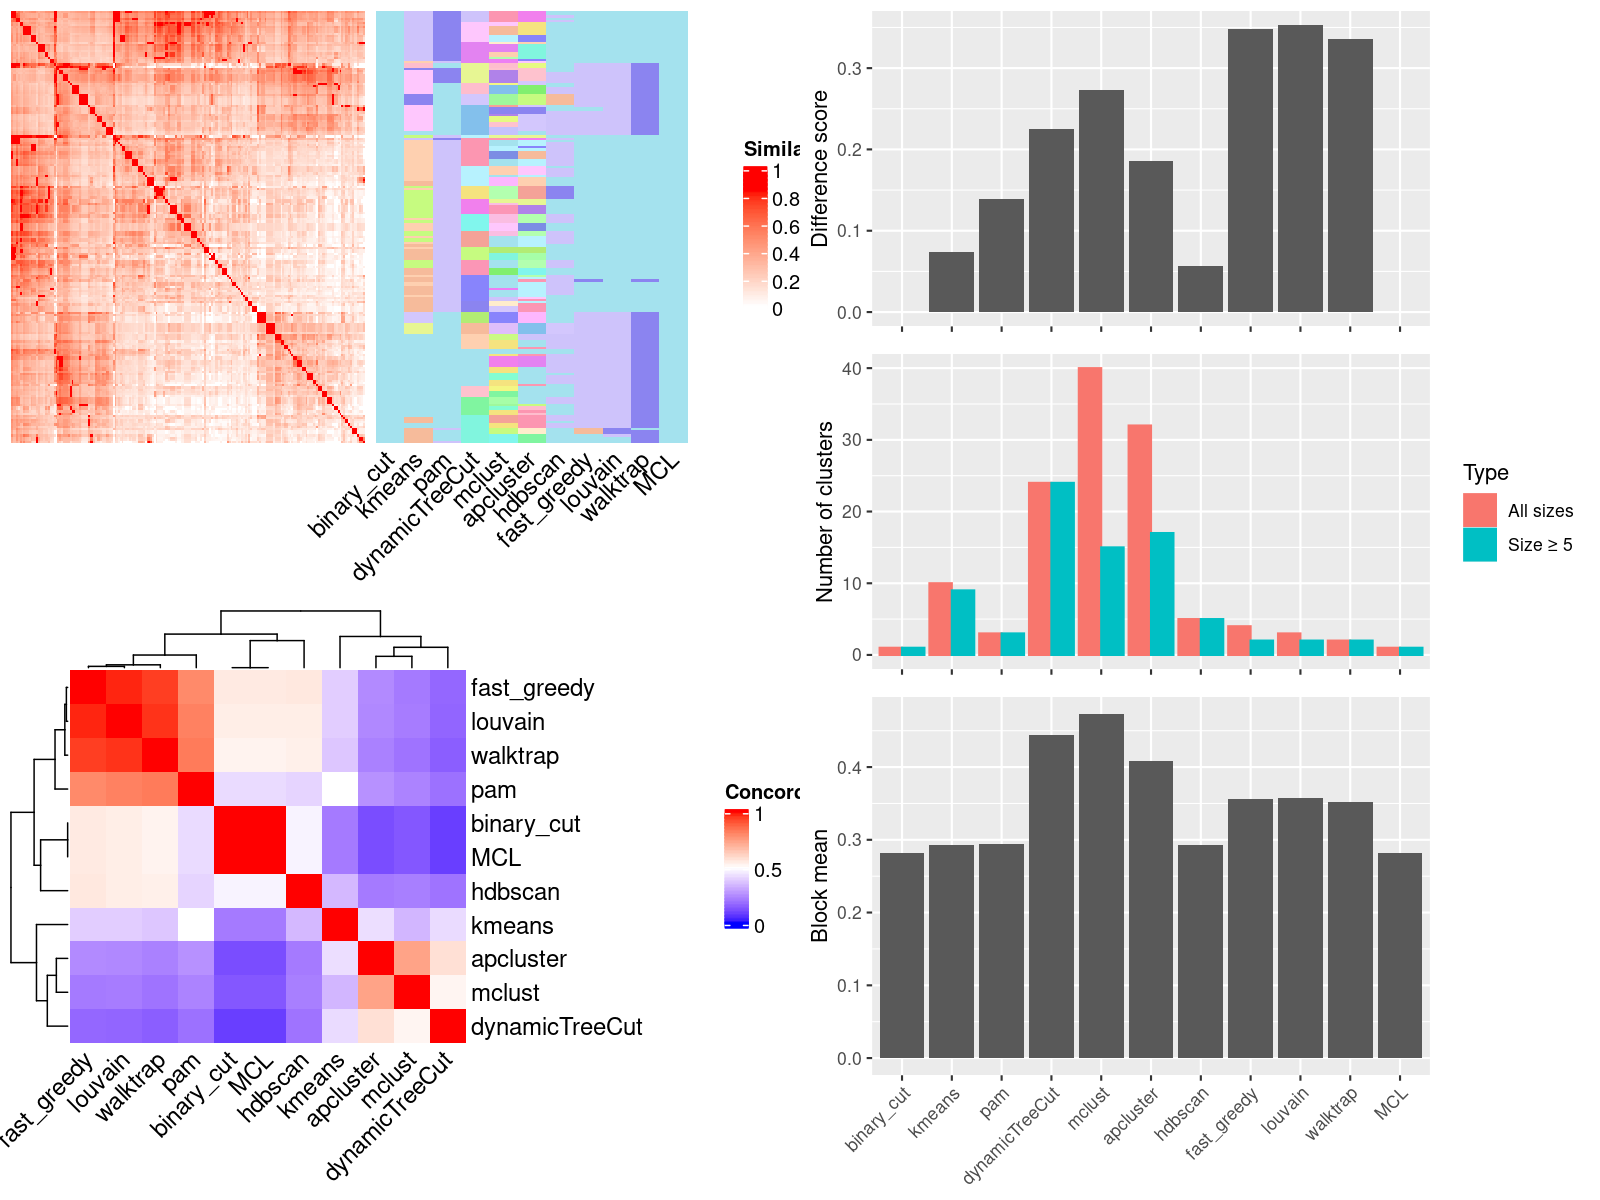 Simila
1
0.8
0.6
0.4
0.2
0
binary_cut
kmeans
pam
dynamicTreeCut
mclust
apcluster
hdbscan
fast_greedy
louvain
walktrap
MCL
Difference score
0.3
0.2
0.1
0.0
Number of clusters
40
30
20
10
0
Type
All sizes
Size ≥ 5
fast_greedy
louvain
walktrap
pam
binary_cut
MCL
hdbscan
kmeans
apcluster
mclust
dynamicTreeCut
fast_greedy
louvain
walktrap
pam
binary_cut
MCL
hdbscan
kmeans
apcluster
mclust
dynamicTreeCut
Concord
1
0.5
0
Block mean
0.4
0.3
0.2
0.1
0.0
binary_cut
kmeans
pam
dynamicTreeCut
mclust
apcluster
hdbscan
fast_greedy
louvain
walktrap
MCL